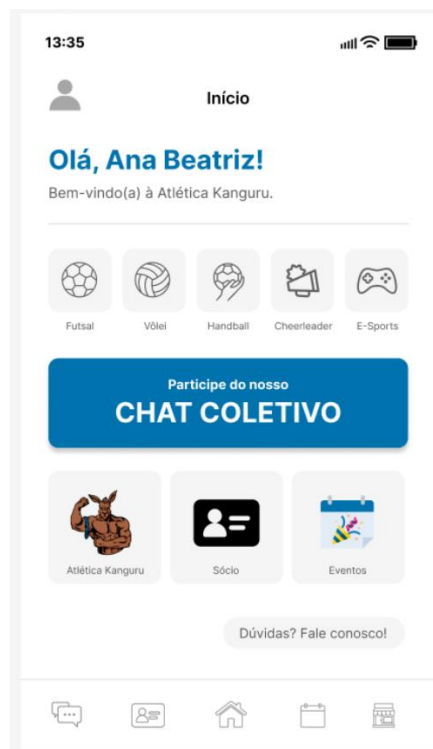 13:35
Início
Olá, Ana Beatriz!
Bem-vindo(a) à Atlética Kanguru.
Futsal
Vôlei
Handball
Cheerleader
E-Sports
Participe do nosso
CHAT COLETIVO
Atlética Kanguru
Sócio
Eventos
Dúvidas? Fale conosco!